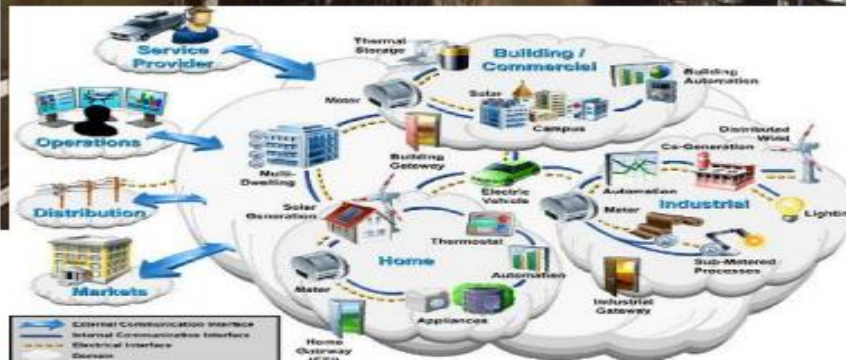 Service
Provider
Operations
Distribution
Markets
Thermal
Storage
Building /
Commercial
Meter
Solar
Campus
Building
Automation
Multi-
Dwelling
Building
Gateway
Electric
Vehicle
Co-Generation
Distributed
Wind
Automation
Meter
Industrial
Lighti
Sub-Metered
Processes
Industrial
Gateway
Solar
Generation
Thermostat
Home
Meter
Automation
Appliances
Home
Gateway
(ESI)
External Communication Interface
Internal Communication Interface
Electrical Interface
Domain